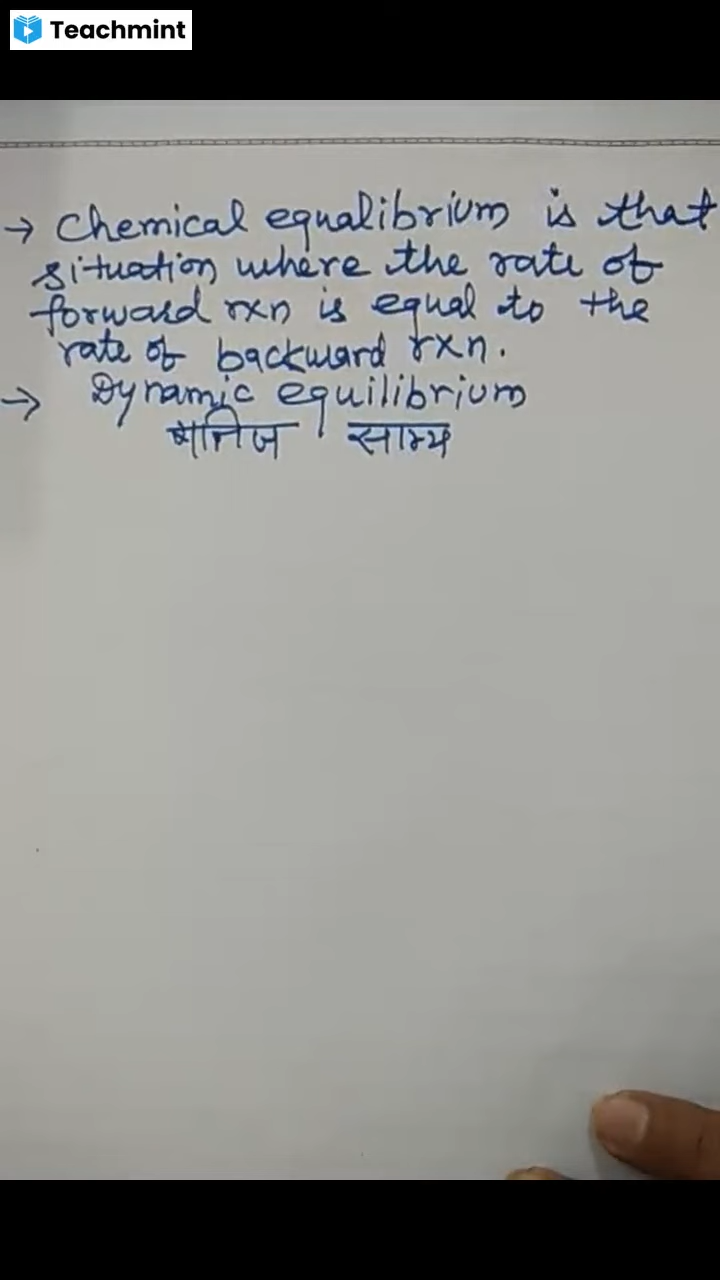 Teachmint
→ Chemical equalibrium is that
situation where the rate of
forward rxn is equal to the
rate of backward rxn.
→ Dynamic equilibrium
साम्य